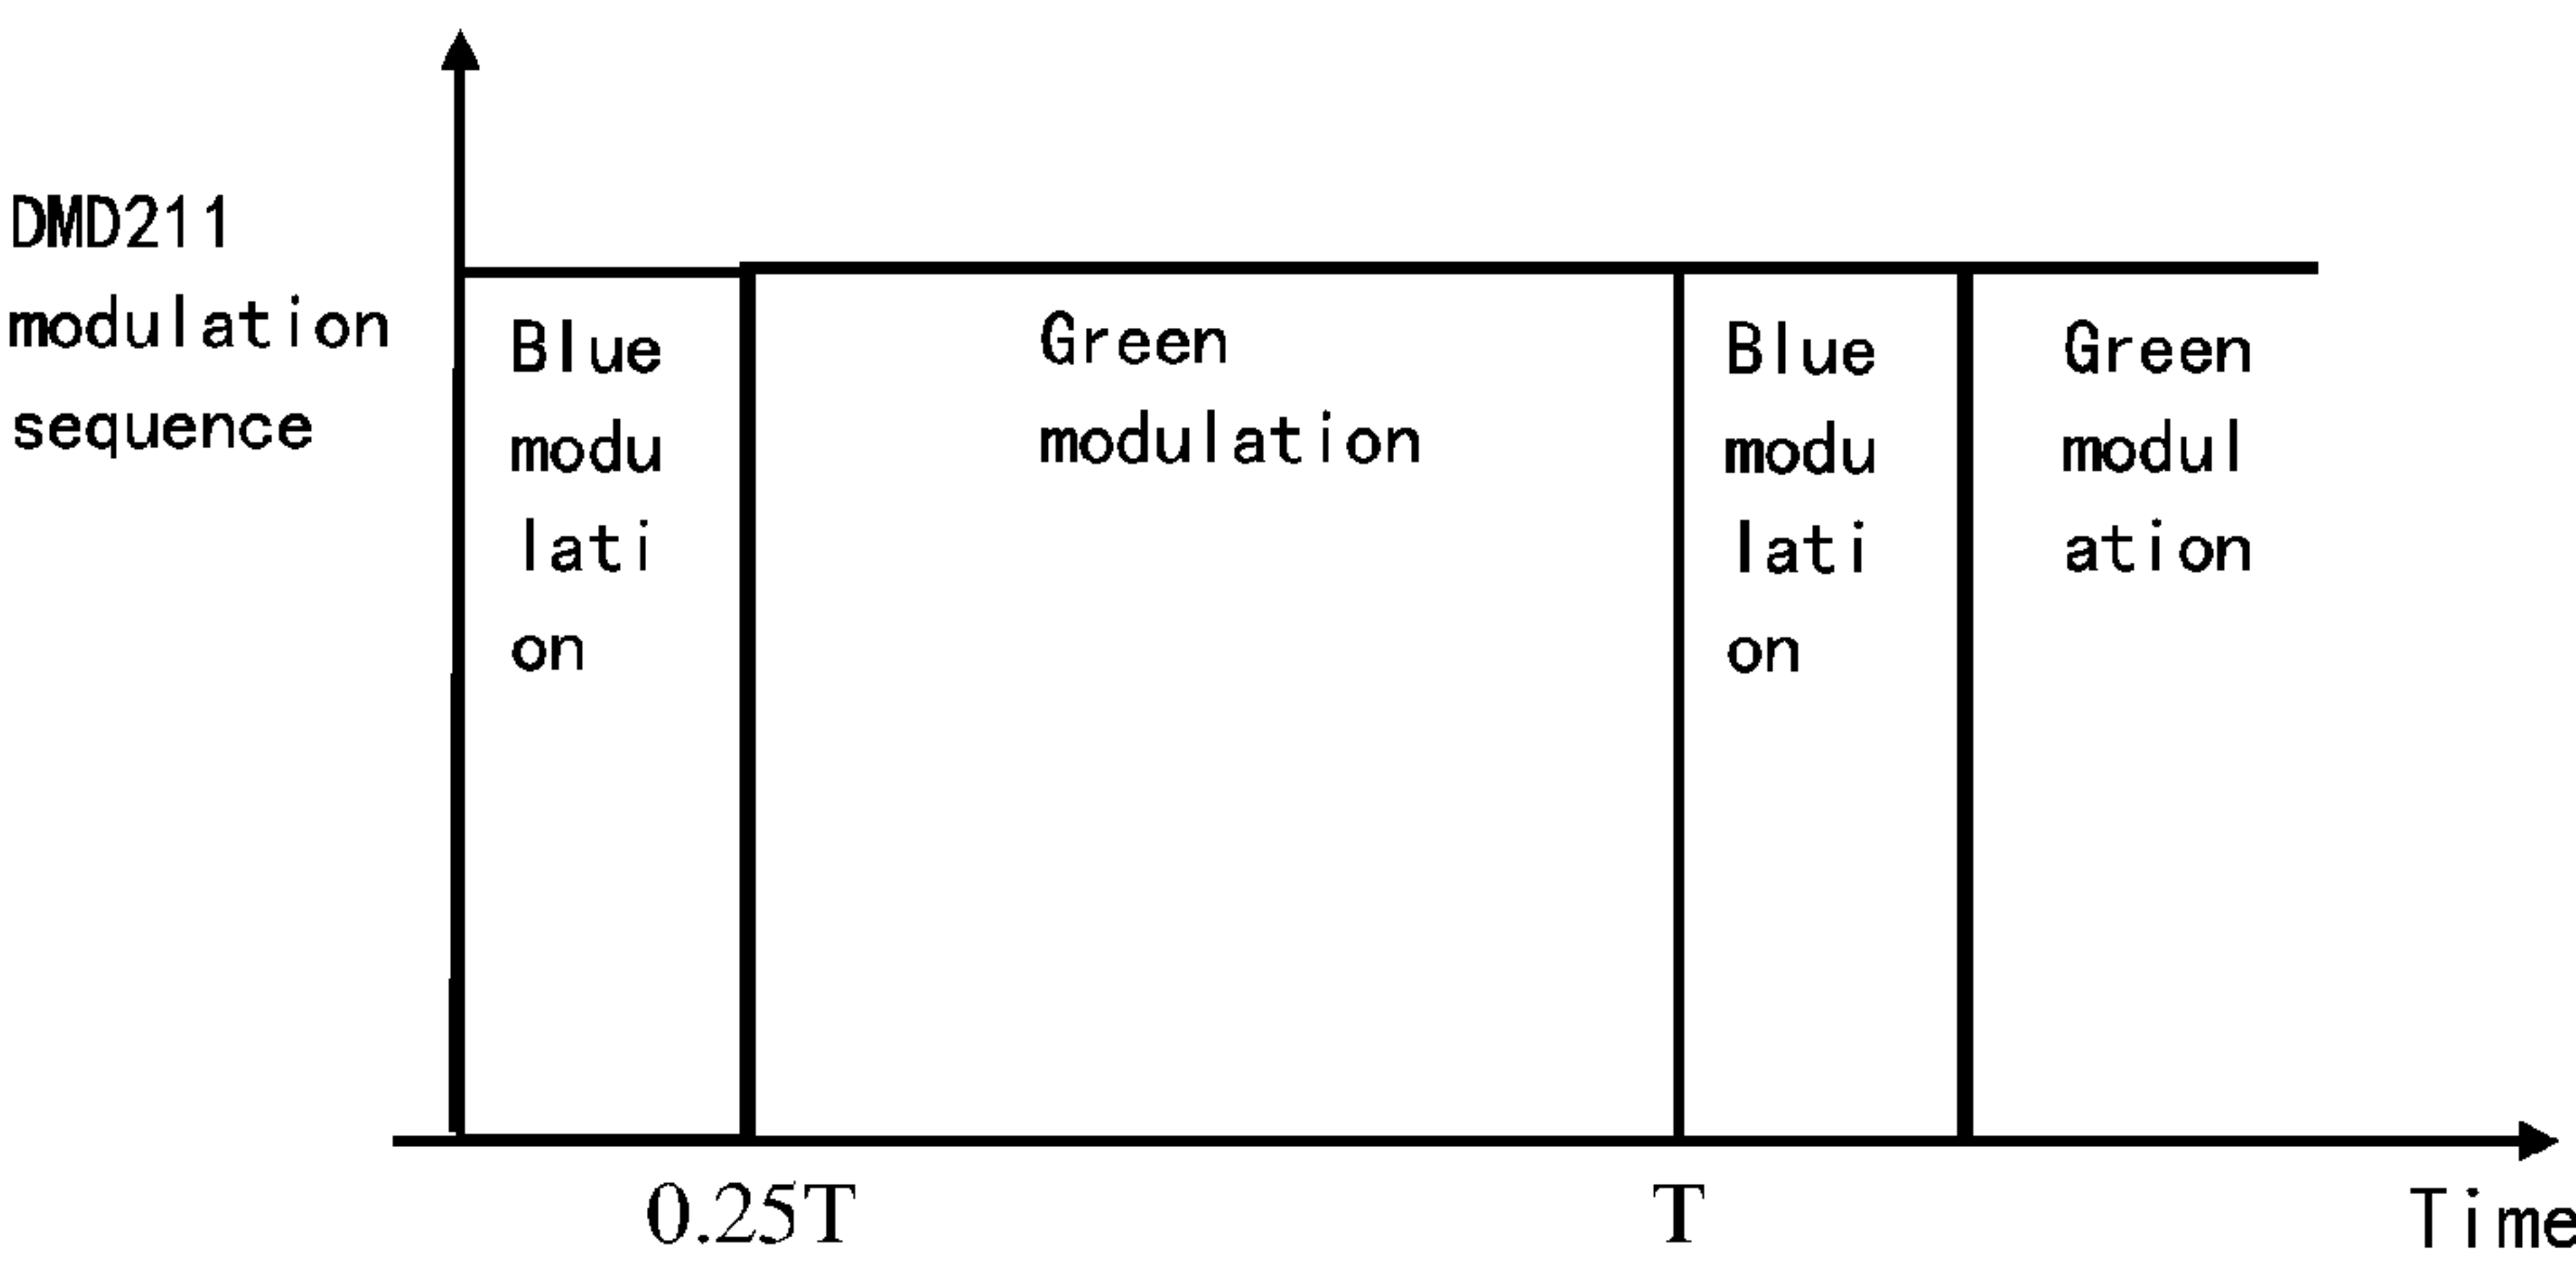 DMD211
modulation
sequence
Blue
modu
lati
on
Green
modulation
Blue
modu
lati
on
Green
modul
ation
0.25T
T
Time